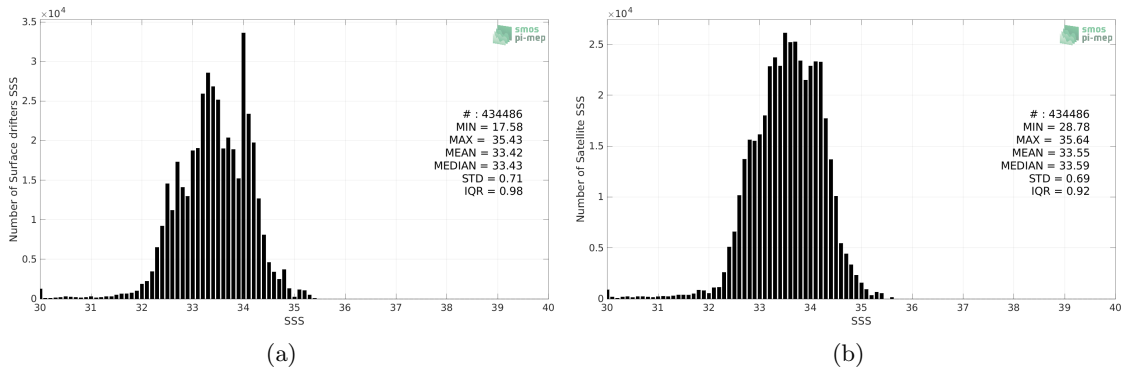 ×10⁴
3.5
3
2.5
2
1.5
1
0.5
0
30 31 32 33 34 35 36 37 38 39 40
SSS
Number of Surface drifters SSS
smos
pi-mep
# : 434486
MIN = 17.58
MAX = 35.43
MEAN = 33.42
MEDIAN = 33.43
STD = 0.71
IQR = 0.98
(a)
×10⁴
2.5
2
1.5
1
0.5
0
30 31 32 33 34 35 36 37 38 39 40
SSS
Number of Satellite SSS
smos
pi-mep
# : 434486
MIN = 28.78
MAX = 35.64
MEAN = 33.55
MEDIAN = 33.59
STD = 0.69
IQR = 0.92
(b)